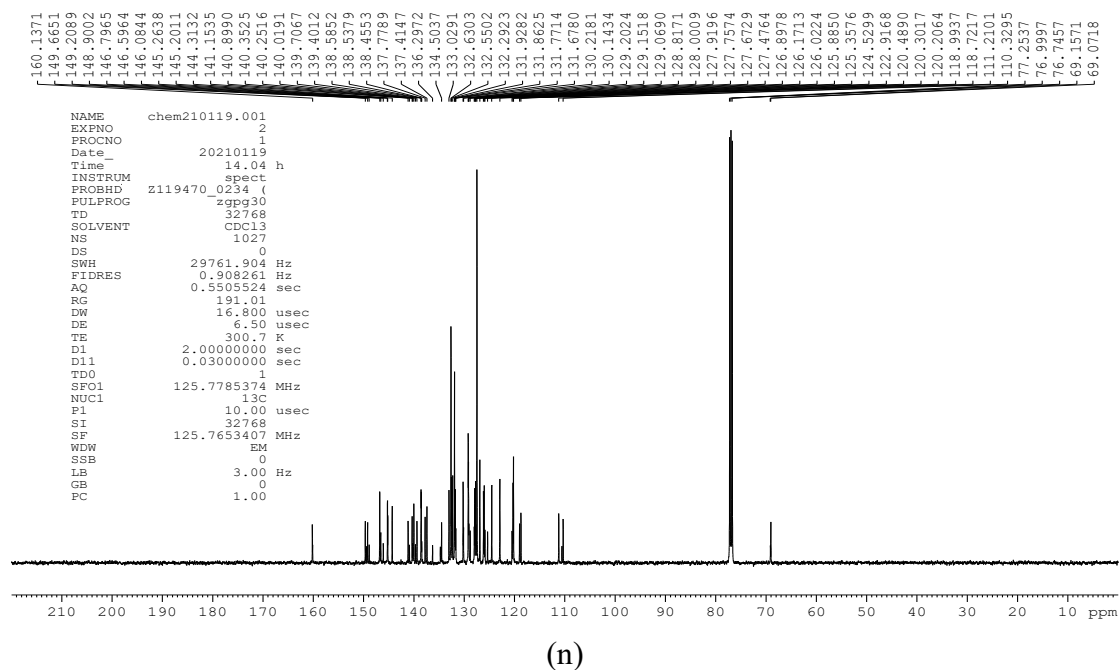 160.1371
149.6651
149.2089
148.9002
146.7965
146.5964
146.0844
145.2638
145.2011
144.3132
141.1535
140.8990
140.3525
140.2516
140.0191
139.7067
139.4012
138.5852
138.5379
138.4553
137.7789
137.4147
136.2972
134.5037
133.0291
132.6303
132.5502
132.2923
131.9282
131.8625
131.7714
131.6780
130.2181
130.1434
129.2024
129.1518
129.0690
128.8171
128.0009
127.9196
127.7574
127.6729
127.4764
126.8978
126.1713
126.0224
125.8850
125.3576
124.5299
122.9168
120.4890
120.3017
120.2064
118.9937
118.7217
111.2101
110.3295
77.2537
76.9997
76.7457
69.1571
69.0718
NAME chem210119.001
EXPNO 2
PROCNO 1
Date_ 20210119
Time 14.04 h
INSTRUM spect
PROBHD Z119470_0234 (
PULPROG zgpg30
TD 32768
SOLVENT CDCl3
NS 1027
DS 0
SWH 29761.904 Hz
FIDRES 0.908261 Hz
AQ 0.5505524 sec
RG 191.01
DW 16.800 usec
DE 6.50 usec
TE 300.7 K
D1 2.00000000 sec
D11 0.03000000 sec
TD0 1
SFO1 125.7785374 MHz
NUC1 13C
P1 10.00 usec
SI 32768
SF 125.7653407 MHz
WDW EM
SSB 0
LB 3.00 Hz
GB 0
PC 1.00
210 200 190 180 170 160 150 140 130 120 110 100 90 80 70 60 50 40 30 20 10 ppm
(n)